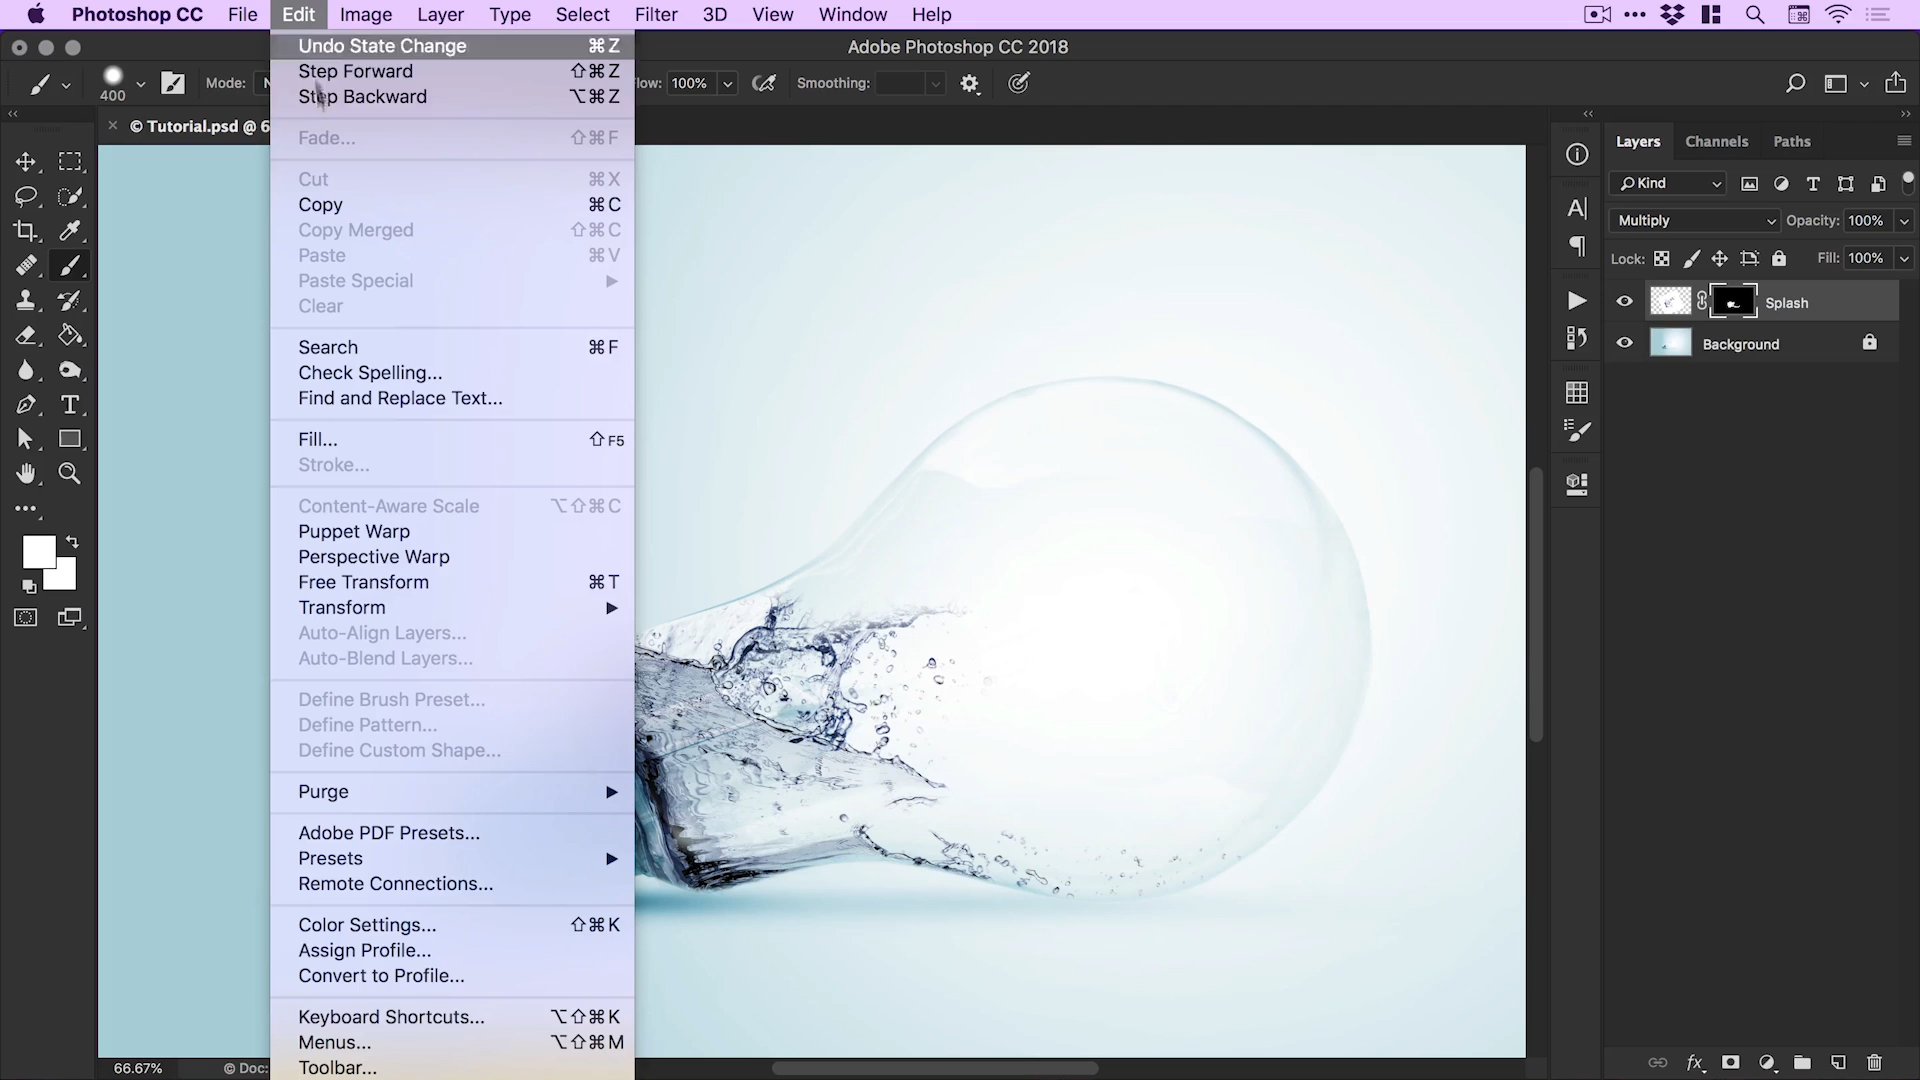 Photoshop CC File Edit Image Layer Type Select Filter 3D View Window Help
Adobe Photoshop CC 2018
400 Mode: 100% Smoothing:
© Tutorial.psd @ 6
Undo State Change ⌘Z
Step Forward ⇧⌘Z
Step Backward ⌥⌘Z
Fade... ⇧⌘F
Cut ⌘X
Copy ⌘C
Copy Merged ⇧⌘C
Paste ⌘V
Paste Special
Clear
Search ⌘F
Check Spelling...
Find and Replace Text...
Fill... ⇧F5
Stroke...
Content-Aware Scale ⌥⇧⌘C
Puppet Warp
Perspective Warp
Free Transform ⌘T
Transform
Auto-Align Layers...
Auto-Blend Layers...
Define Brush Preset...
Define Pattern...
Define Custom Shape...
Purge
Adobe PDF Presets...
Presets
Remote Connections...
Color Settings... ⇧⌘K
Assign Profile...
Convert to Profile...
Keyboard Shortcuts... ⌥⇧⌘K
Menus... ⌥⇧⌘M
Toolbar...
Layers Channels Paths
Kind
Multiply Opacity: 100%
Lock: Fill: 100%
Splash
Background
66.67% © Doc: